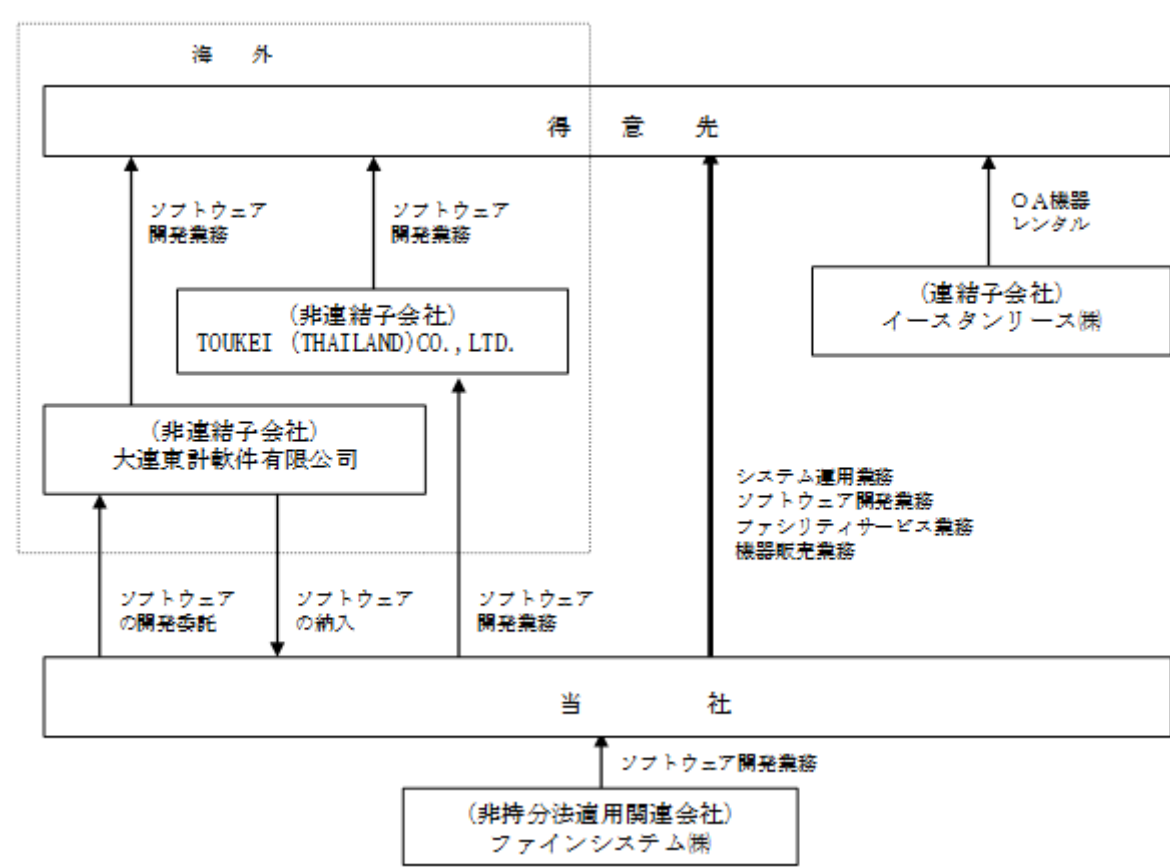 海 外
得 意 先
ソフトウェア
開発業務
ソフトウェア
開発業務
ОA機器
レンタル
(非連結子会社)
TOUKEI (THAILAND)CO.,LTD.
(連結子会社)
イースタンリース㈱
(非連結子会社)
大連東計軟件有限公司
システム運用業務
ソフトウェア開発業務
ファシリティサービス業務
機器販売業務
ソフトウェア
の開発委託
ソフトウェア
の納入
ソフトウェア
開発業務
当 社
ソフトウェア開発業務
(非持分法適用関連会社)
ファインシステム㈱